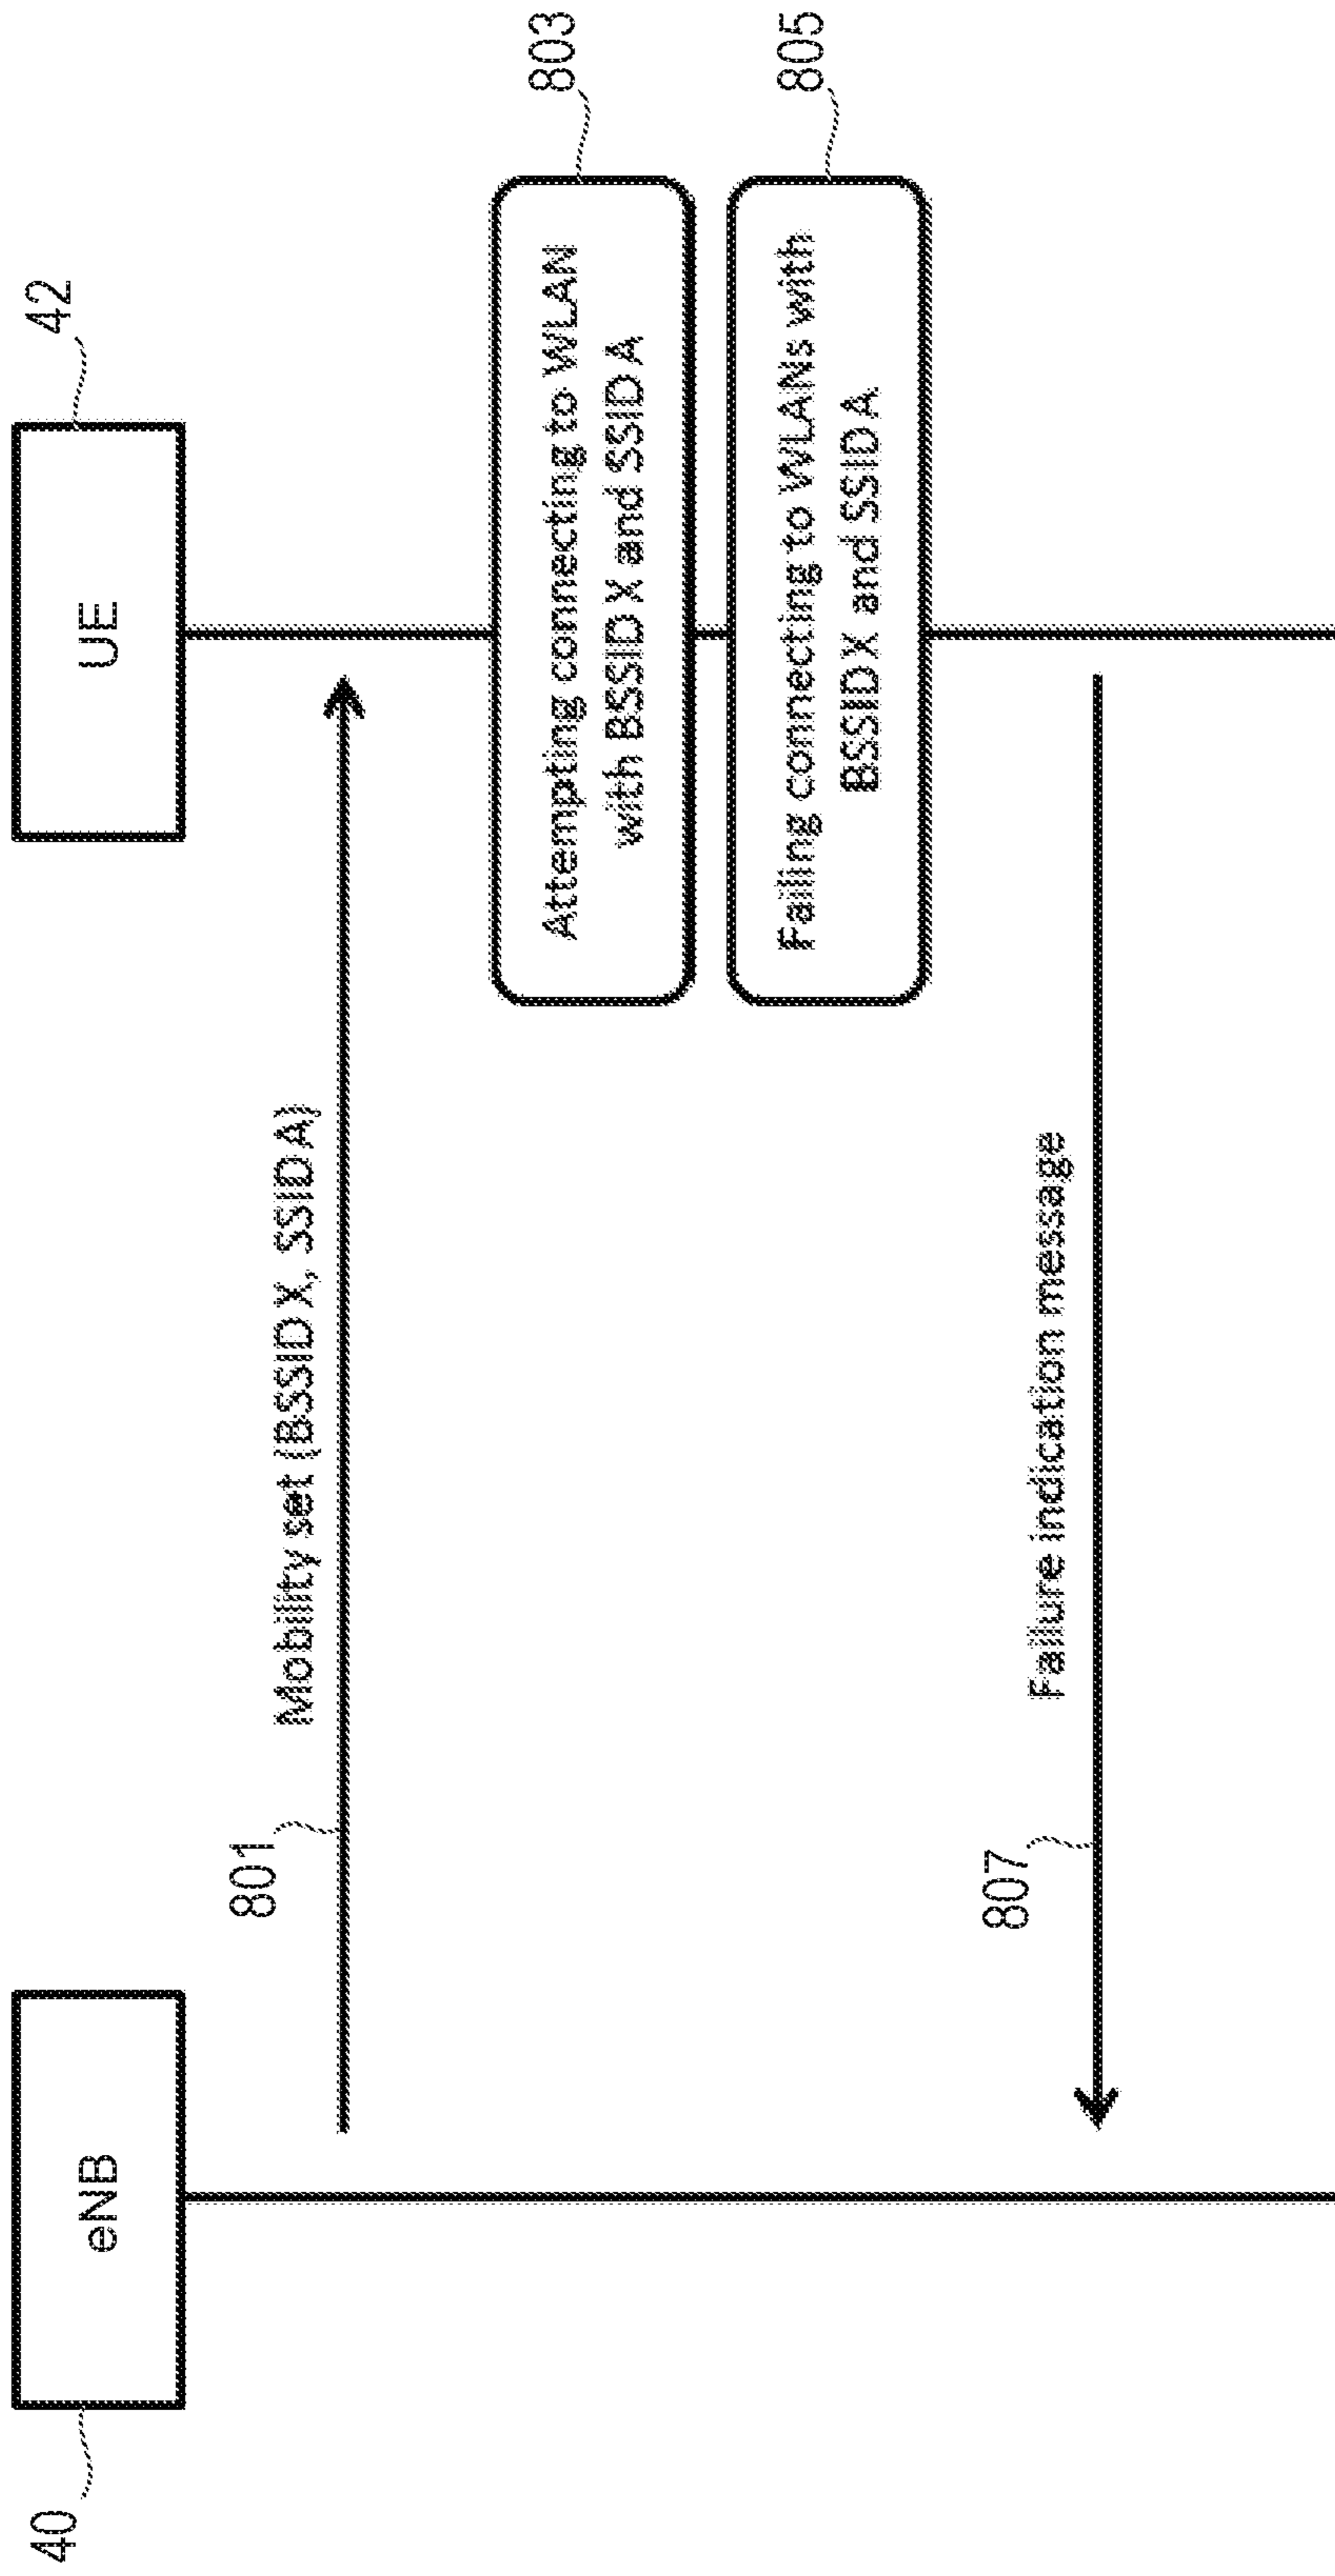 40
eNB
UE
42
801
Mobility set (BSSID X, SSID A)
Attempting connecting to WLAN
with BSSID X and SSID A
803
Failing connecting to WLANs with
BSSID X and SSID A
805
807
Failure indication message